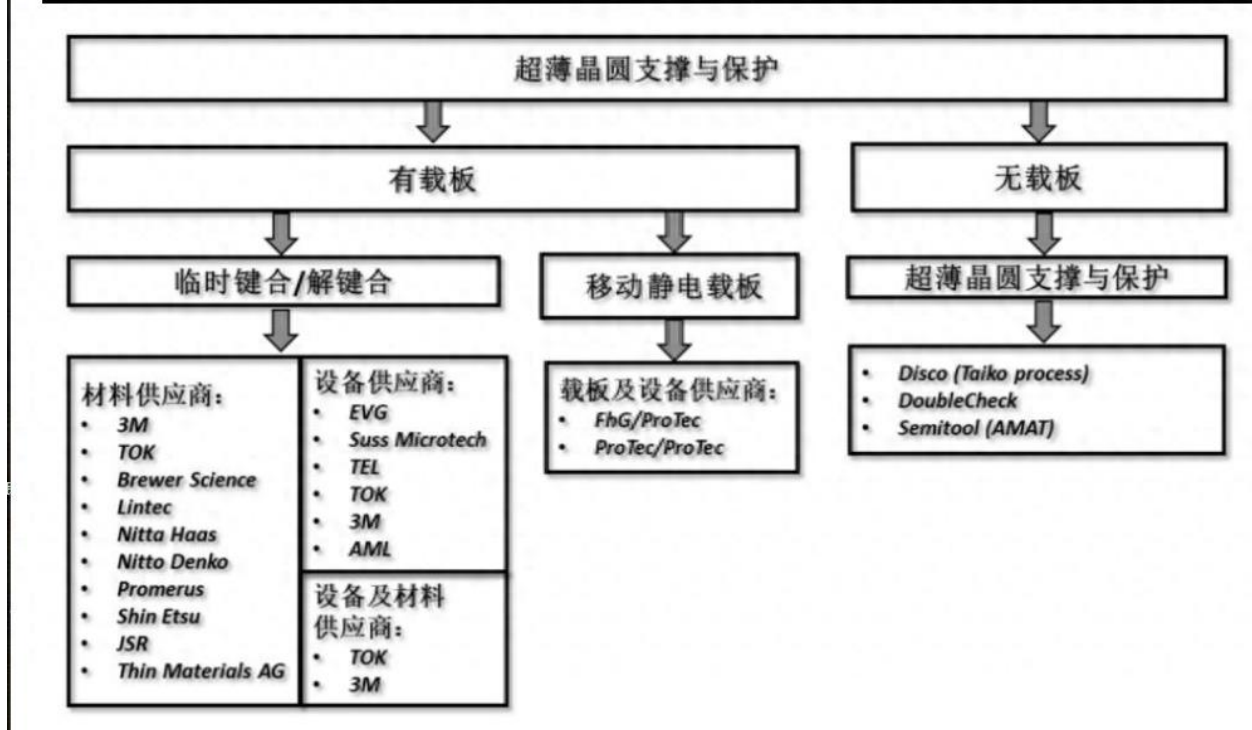 超薄晶圆支撑与保护
有载板
无载板
临时键合/解键合
移动静电载板
超薄晶圆支撑与保护
材料供应商：
• 3M
• TOK
• Brewer Science
• Lintec
• Nitta Haas
• Nitto Denko
• Promerus
• Shin Etsu
• JSR
• Thin Materials AG
设备供应商：
• EVG
• Suss Microtech
• TEL
• TOK
• 3M
• AML
设备及材料
供应商：
• TOK
• 3M
载板及设备供应商：
• FhG/ProTec
• ProTec/ProTec
• Disco (Taiko process)
• DoubleCheck
• Semitool (AMAT)